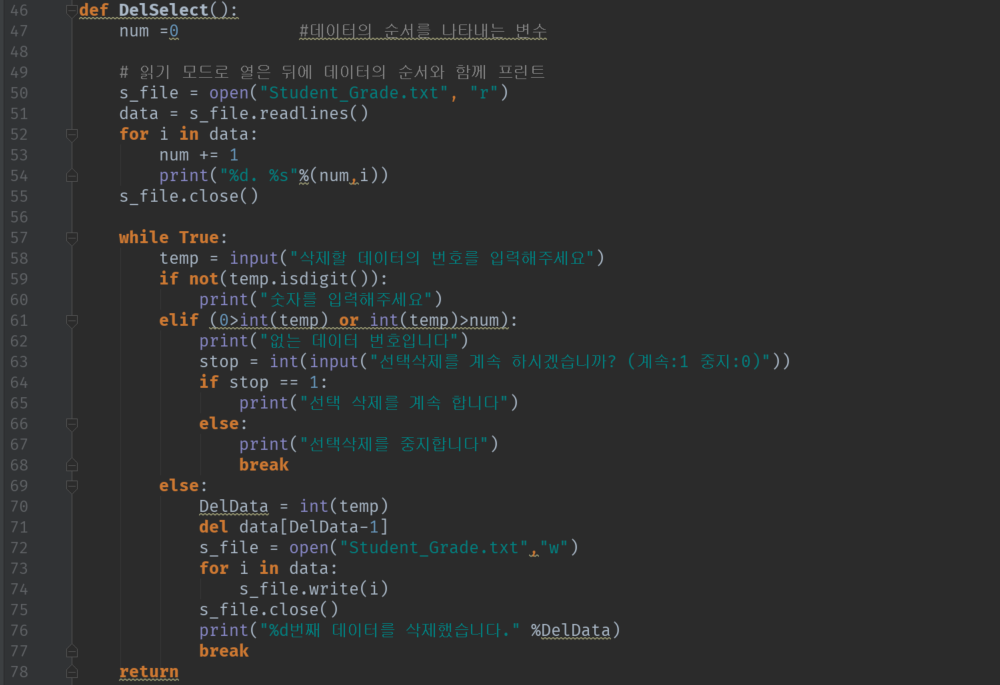 46 def DelSelect():
47     num =0            #데이터의 순서를 나타내는 변수
48
49     # 읽기 모드로 열은 뒤에 데이터의 순서와 함께 프린트
50     s_file = open("Student_Grade.txt", "r")
51     data = s_file.readlines()
52     for i in data:
53         num += 1
54         print("%d. %s"%(num,i))
55     s_file.close()
56
57     while True:
58         temp = input("삭제할 데이터의 번호를 입력해주세요")
59         if not(temp.isdigit()):
60             print("숫자를 입력해주세요")
61         elif (0>int(temp) or int(temp)>num):
62             print("없는 데이터 번호입니다")
63             stop = int(input("선택삭제를 계속 하시겠습니까? (계속:1 중지:0)"))
64             if stop == 1:
65                 print("선택 삭제를 계속 합니다")
66             else:
67                 print("선택삭제를 중지합니다")
68                 break
69         else:
70             DelData = int(temp)
71             del data[DelData-1]
72             s_file = open("Student_Grade.txt","w")
73             for i in data:
74                 s_file.write(i)
75             s_file.close()
76             print("%d번째 데이터를 삭제했습니다." %DelData)
77             break
78     return